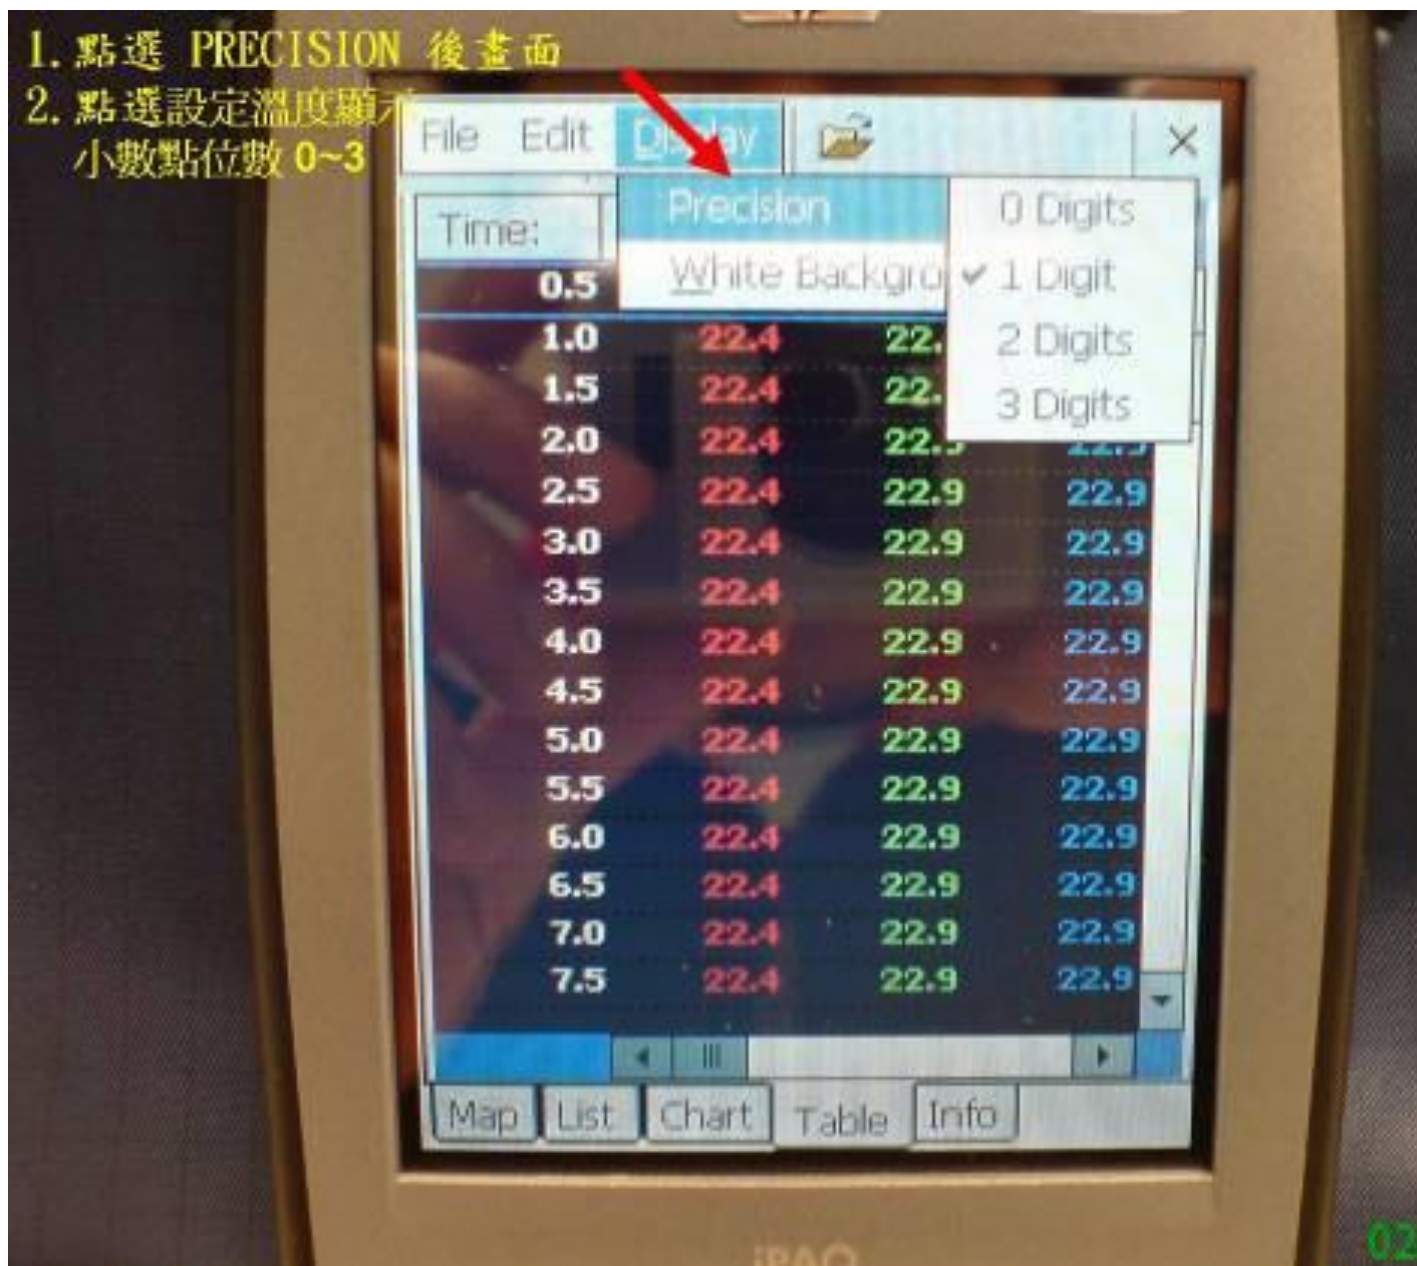 1. 點選 PRECISION 後畫面
2. 點選設定溫度顯示
小數點位數 0~3
File Edit Display
Precision 0 Digits
Time:
White Backgro ✓ 1 Digit
0.5
1.0 22.4 22.
2 Digits
1.5 22.4 22.
3 Digits
2.0 22.4 22.9 22.9
2.5 22.4 22.9 22.9
3.0 22.4 22.9 22.9
3.5 22.4 22.9 22.9
4.0 22.4 22.9 22.9
4.5 22.4 22.9 22.9
5.0 22.4 22.9 22.9
5.5 22.4 22.9 22.9
6.0 22.4 22.9 22.9
6.5 22.4 22.9 22.9
7.0 22.4 22.9 22.9
7.5 22.4 22.9 22.9
Map List Chart Table Info
iPAQ
02